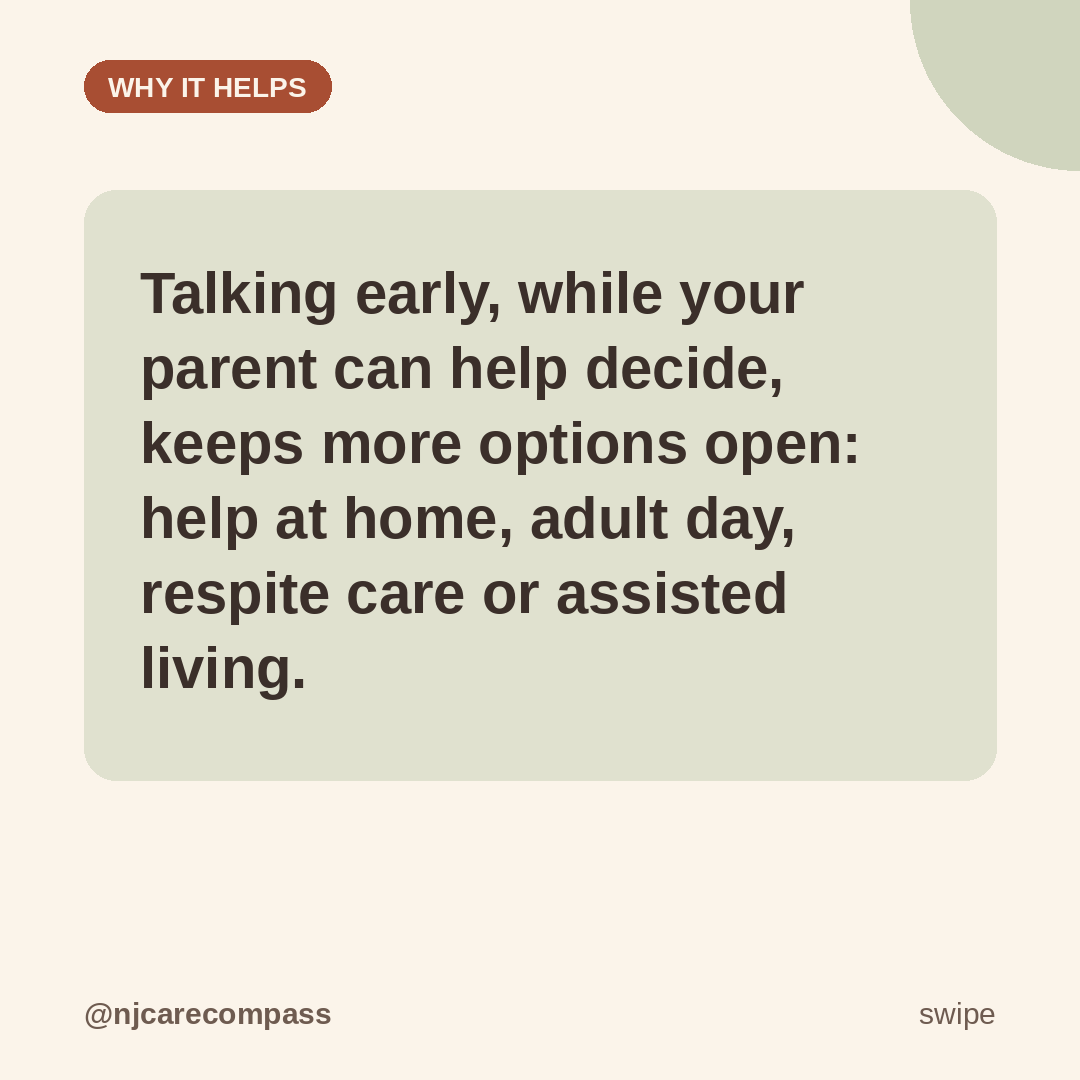 WHY IT HELPS
Talking early, while your
parent can help decide,
keeps more options open:
help at home, adult day,
respite care or assisted
living.
@njcarecompass
swipe